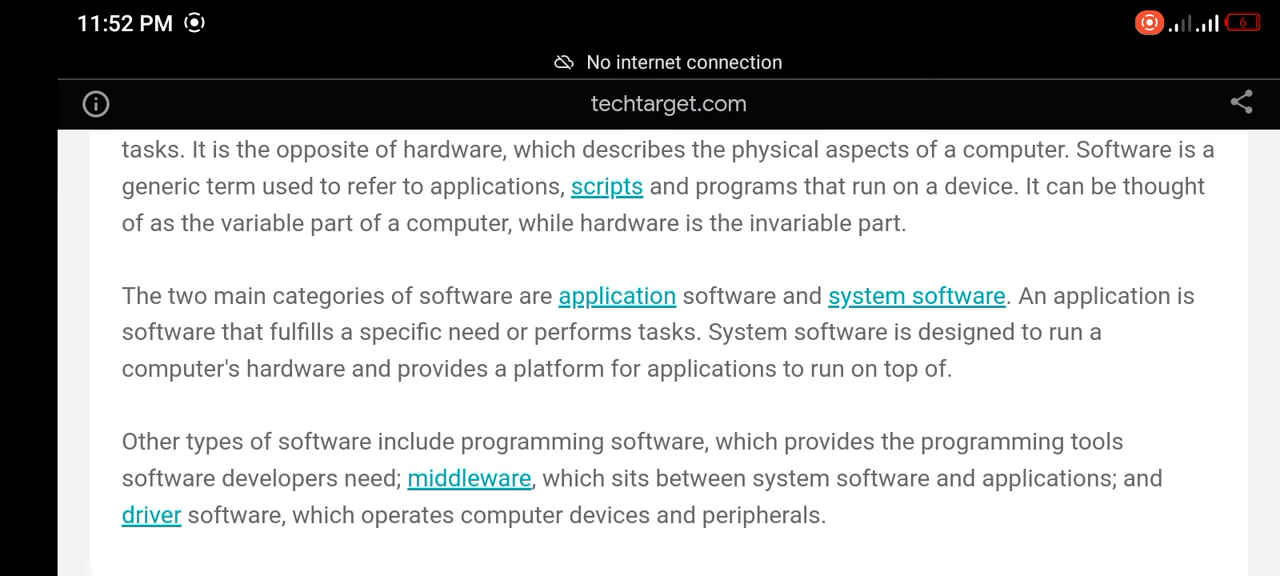 11:52 PM
6
No internet connection
techtarget.com
tasks. It is the opposite of hardware, which describes the physical aspects of a computer. Software is a
generic term used to refer to applications, scripts and programs that run on a device. It can be thought
of as the variable part of a computer, while hardware is the invariable part.
The two main categories of software are application software and system software. An application is
software that fulfills a specific need or performs tasks. System software is designed to run a
computer's hardware and provides a platform for applications to run on top of.
Other types of software include programming software, which provides the programming tools
software developers need; middleware, which sits between system software and applications; and
driver software, which operates computer devices and peripherals.